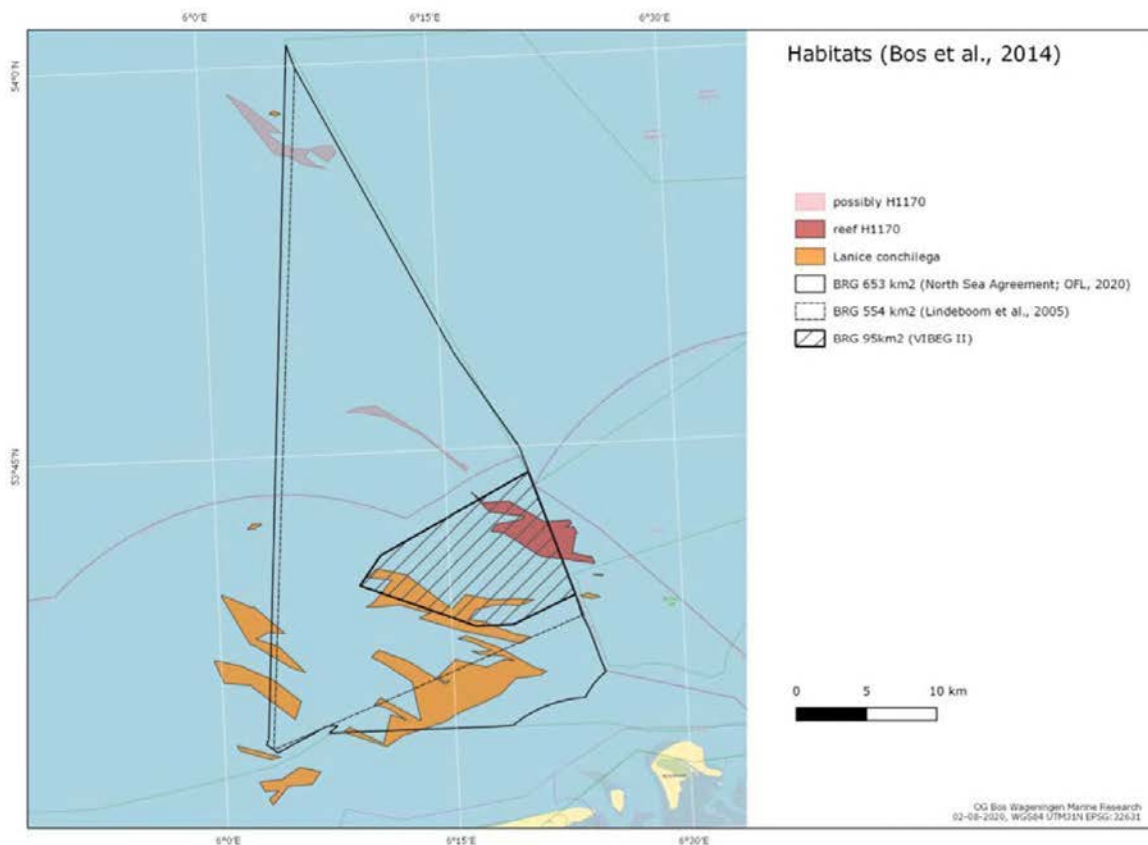 6°0'E 6°15'E 6°30'E
Habitats (Bos et al., 2014)
54°0'N
possibly H1170
reef H1170
Lanice conchilega
BRG 653 km2 (North Sea Agreement; OFL, 2020)
BRG 554 km2 (Lindeboom et al., 2005)
BRG 95km2 (VIBEG II)
53°45'N
0 5 10 km
OG Bos Wageningen Marine Research
02-08-2020, WGS84 UTM31N EPSG:32631
6°0'E 6°15'E 6°30'E